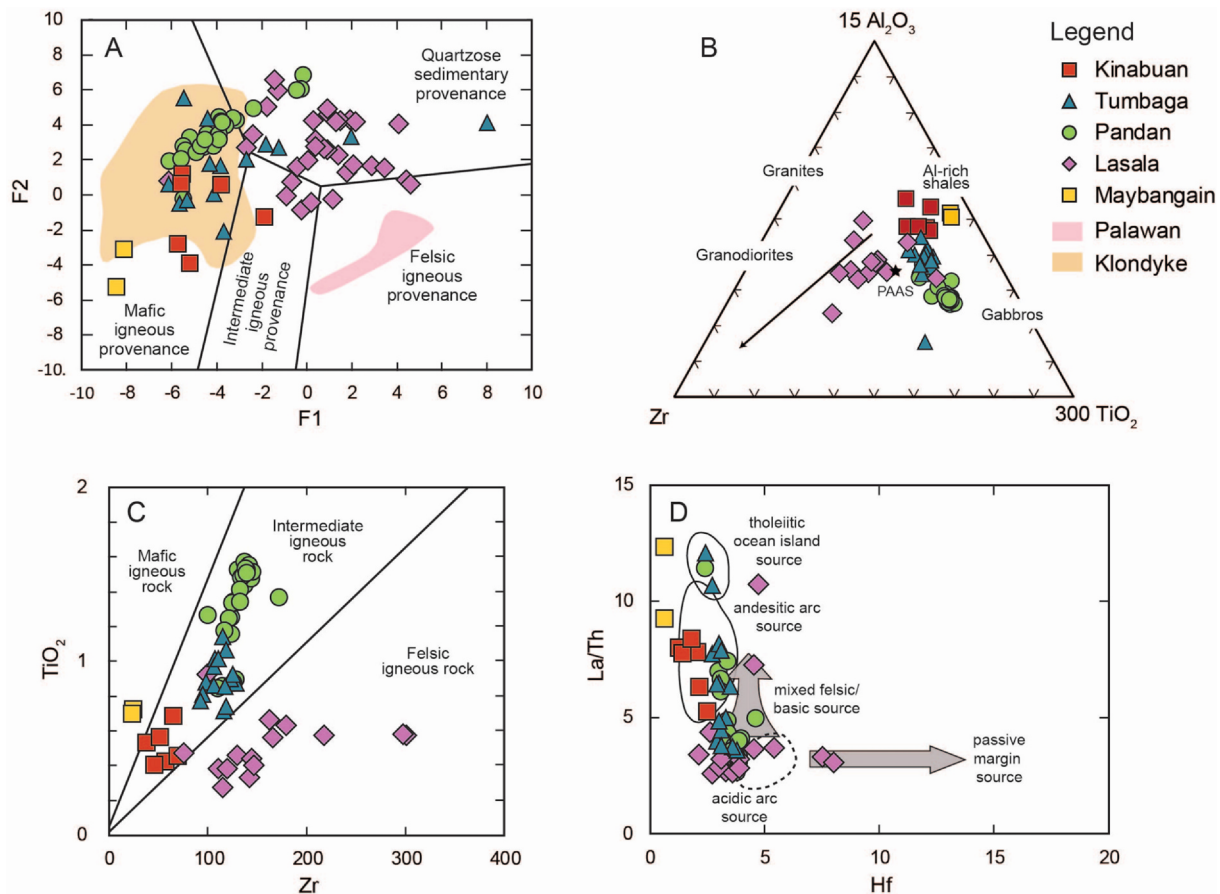 A
10
8
6
4
2
0
-2
-4
-6
-8
-10.
F2
-10
-8
-6
-4
-2
0
2
4
6
8
10
F1
Quartzose
sedimentary
provenance
Mafic
igneous
provenance
Intermediate
igneous
provenance
Felsic
igneous
provenance
B
15 Al₂O₃
Granites
Al-rich
shales
Granodiorites
PAAS
Gabbros
Zr
300 TiO₂
Legend
Kinabuan
Tumbaga
Pandan
Lasala
Maybangain
Palawan
Klondyke
C
2
1
0
TiO₂
0
100
200
300
400
Zr
Mafic
igneous
rock
Intermediate
igneous
rock
Felsic
igneous rock
D
15
10
5
0
La/Th
0
5
10
15
20
Hf
tholeiitic
ocean island
source
andesitic arc
source
mixed felsic/
basic source
passive
margin
source
acidic arc
source